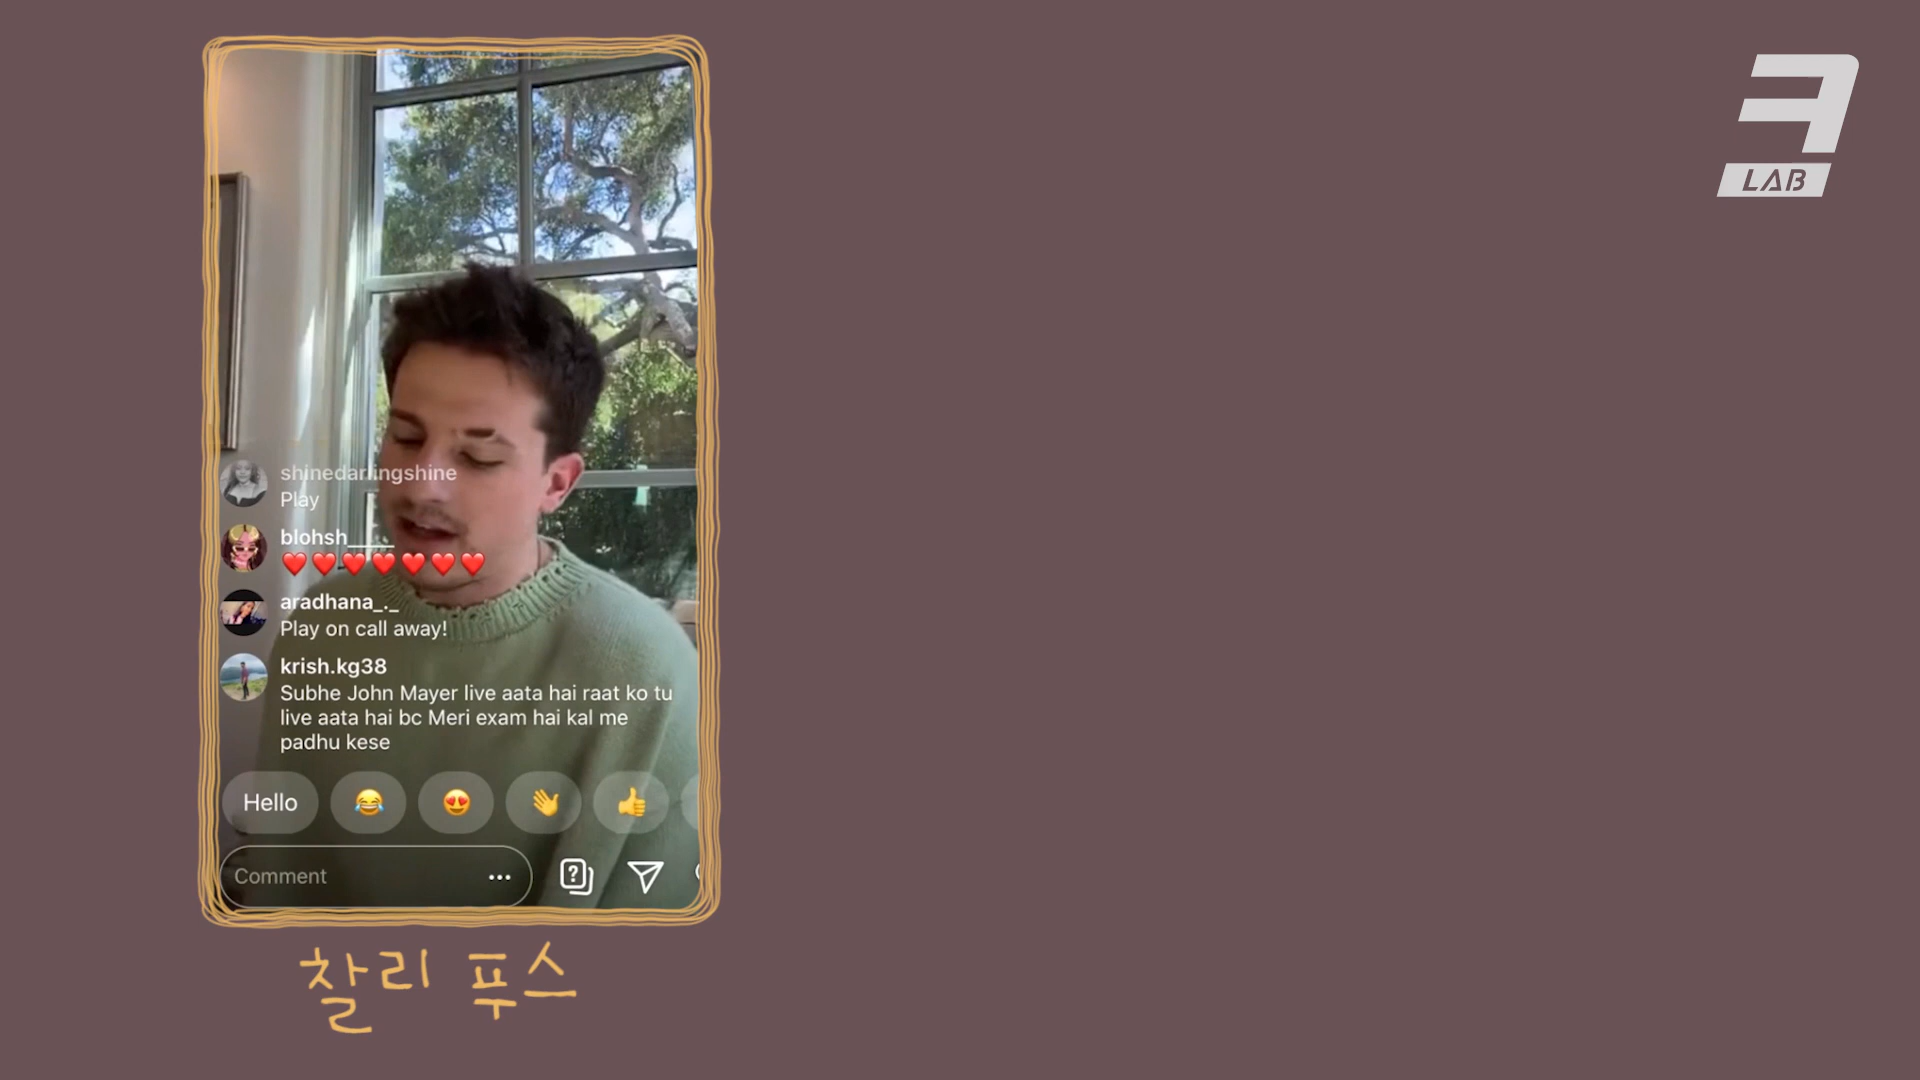 ㅋ
LAB
shinedarlingshine
Play
blohsh____
❤️❤️❤️❤️❤️❤️❤️
aradhana_._
Play on call away!
krish.kg38
Subhe John Mayer live aata hai raat ko tu
live aata hai bc Meri exam hai kal me
padhu kese
Hello
Comment
찰리 푸스